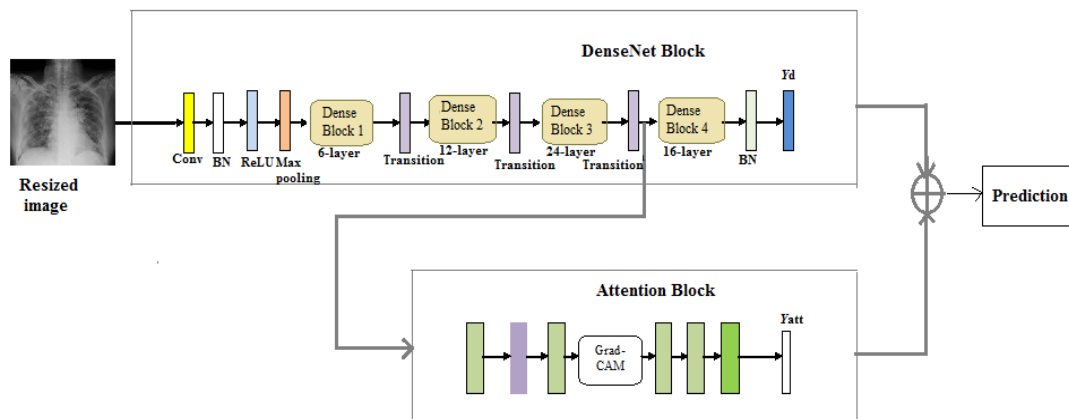 DenseNet Block
Yd
Dense
Block 1
Dense
Block 2
Dense
Block 3
Dense
Block 4
Conv
BN
ReLU
Max
pooling
6-layer
Transition
12-layer
Transition
24-layer
Transition
16-layer
BN
Resized
image
Prediction
Attention Block
Yatt
Grad-
CAM